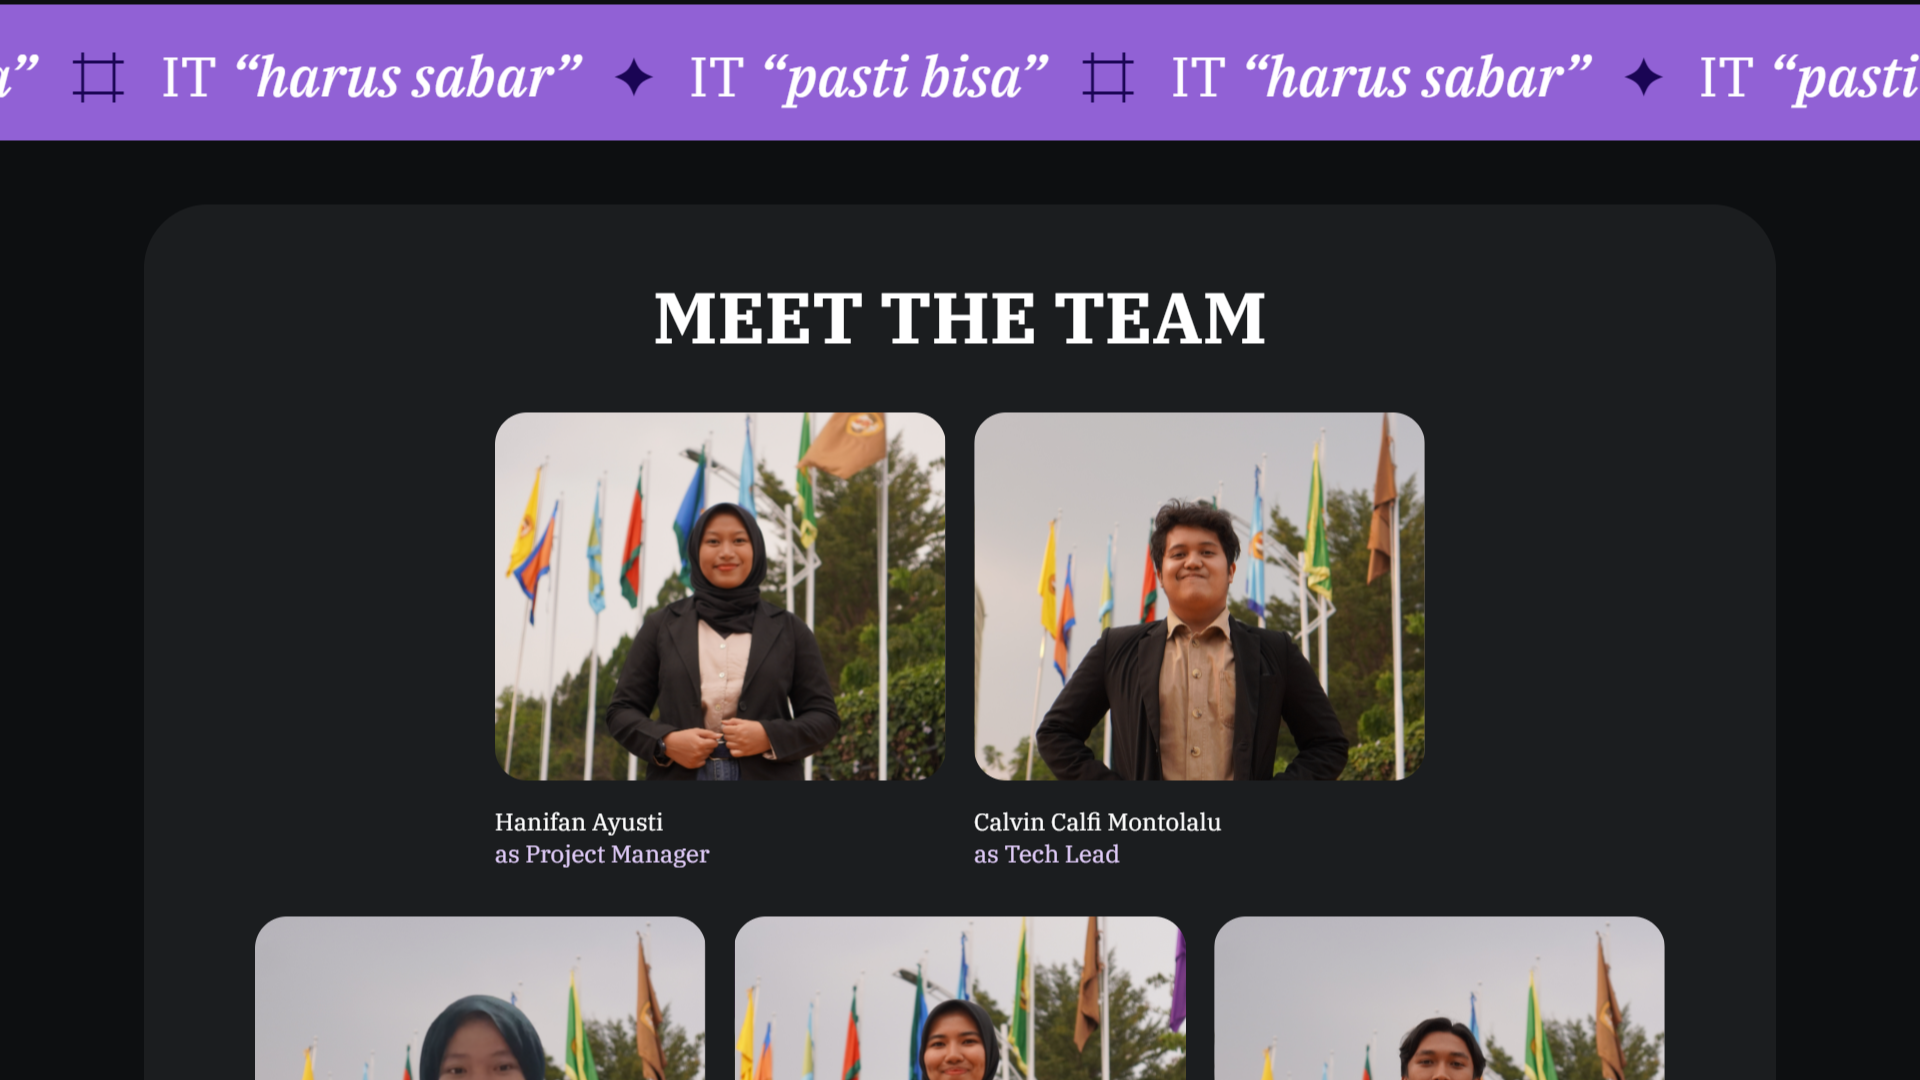 a” IT “harus sabar” IT “pasti bisa” IT “harus sabar” IT “pasti
MEET THE TEAM
Hanifan Ayusti
as Project Manager
Calvin Calfi Montolalu
as Tech Lead